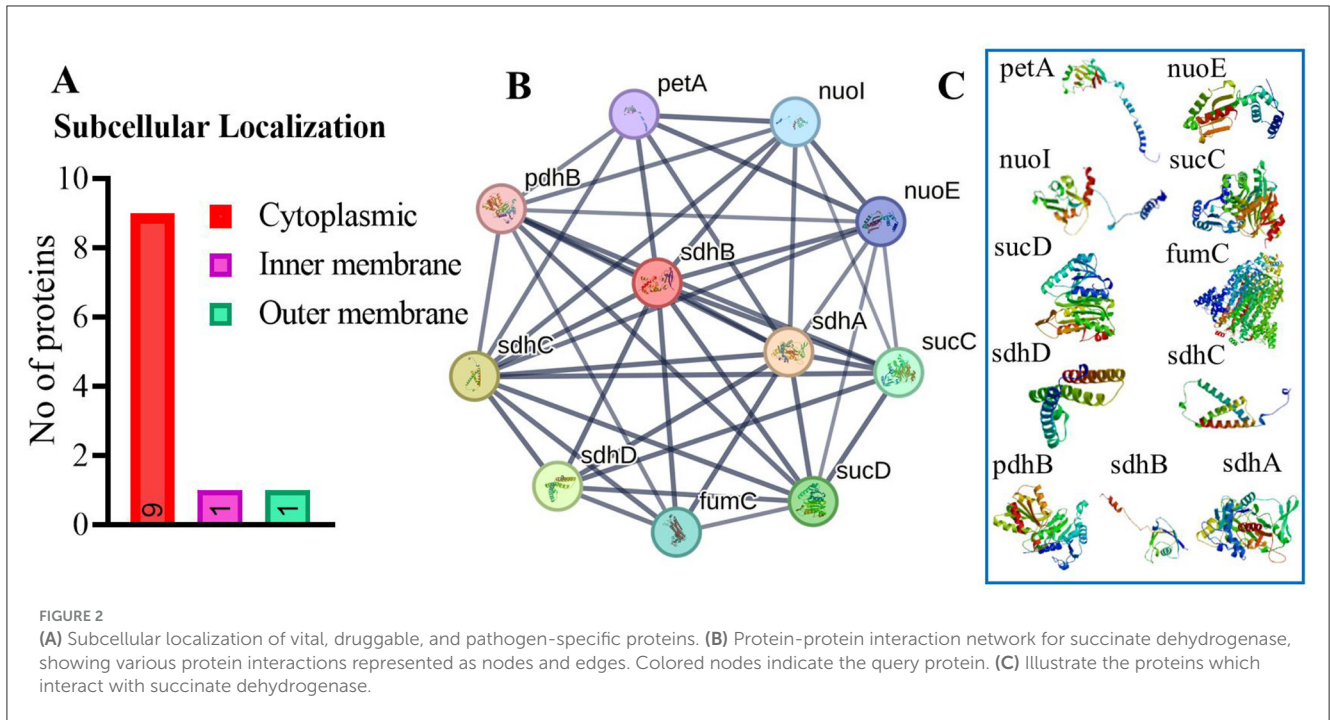 A
Subcellular Localization
No of proteins
10
8
6
4
2
0
9
1
1
Cytoplasmic
Inner membrane
Outer membrane
B
petA
nuoI
pdhB
nuoE
sdhB
sdhA
sdhC
sucC
sdhD
sucD
fumC
C
petA
nuoE
nuoI
sucC
sucD
fumC
sdhD
sdhC
pdhB
sdhB
sdhA
FIGURE 2
(A) Subcellular localization of vital, druggable, and pathogen-specific proteins. (B) Protein-protein interaction network for succinate dehydrogenase,
showing various protein interactions represented as nodes and edges. Colored nodes indicate the query protein. (C) Illustrate the proteins which
interact with succinate dehydrogenase.